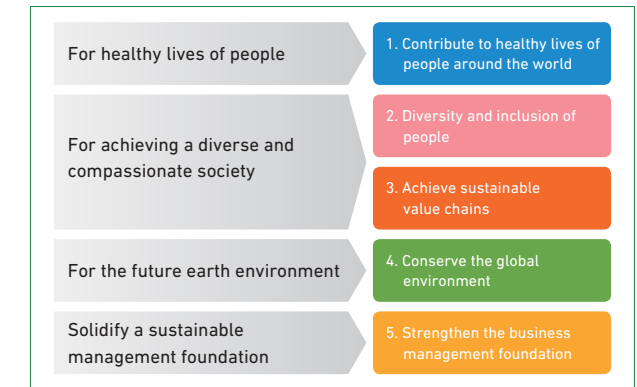 For healthy lives of people
1. Contribute to healthy lives of
people around the world
For achieving a diverse and
compassionate society
2. Diversity and inclusion of
people
3. Achieve sustainable
value chains
For the future earth environment
4. Conserve the global
environment
Solidify a sustainable
management foundation
5. Strengthen the business
management foundation